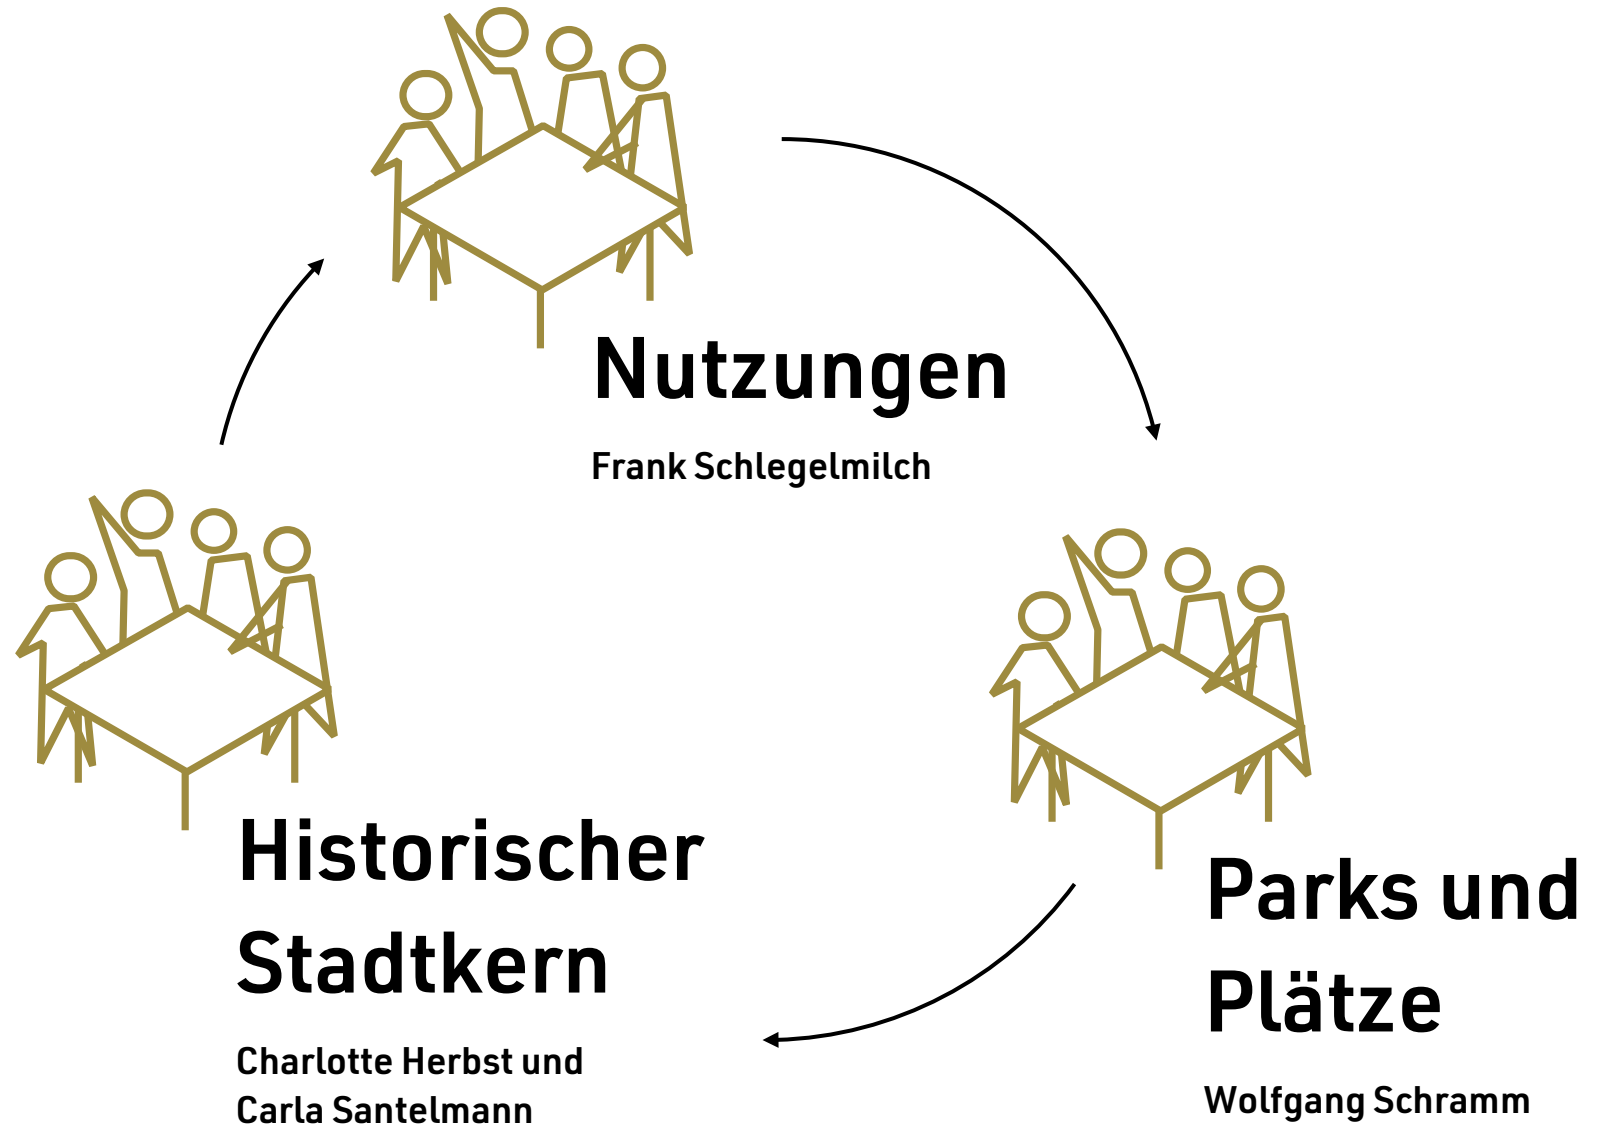 Nutzungen
Frank Schlegelmilch
Historischer
Stadtkern
Charlotte Herbst und
Carla Santelmann
Parks und
Plätze
Wolfgang Schramm